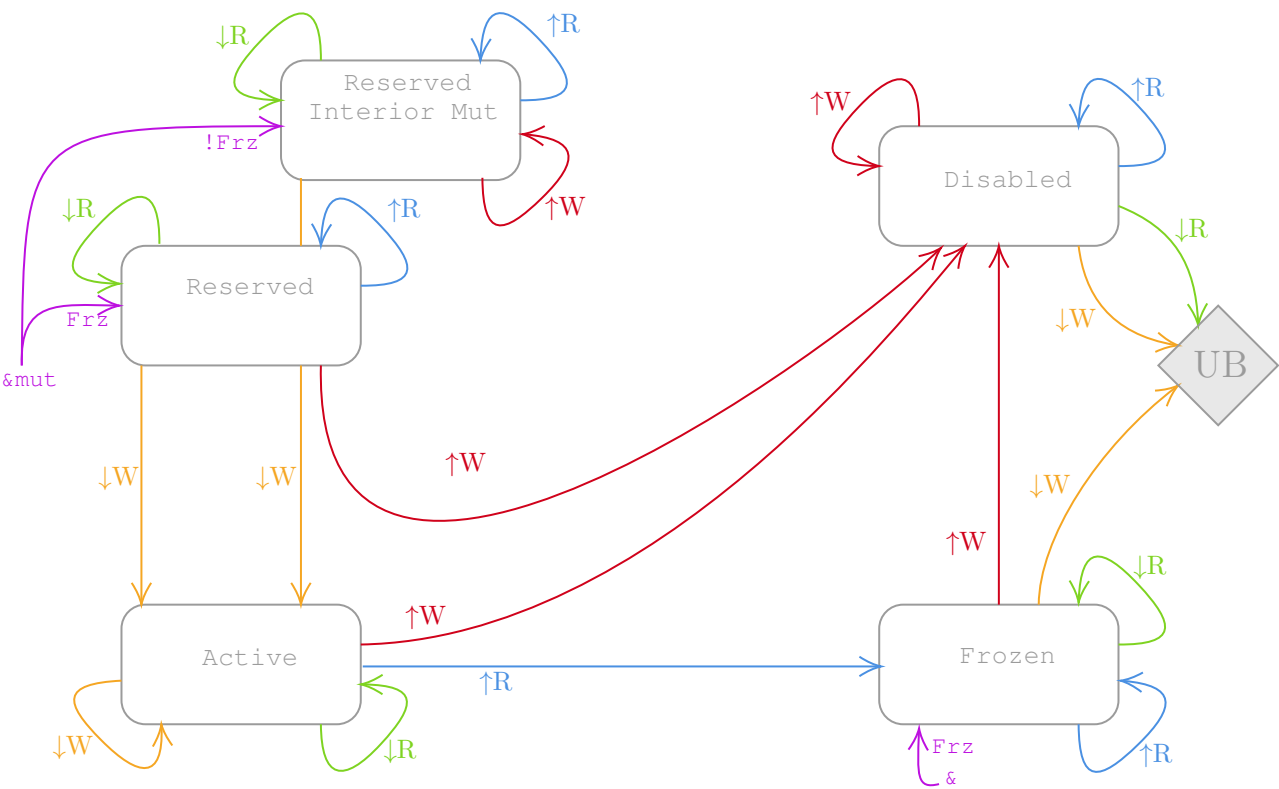 ↓R
↑R
Reserved
Interior Mut
!Frz
↑W
↑W
↑R
Disabled
↓R
↓W
UB
↓R
↑R
Reserved
Frz
&mut
↓W
↓W
↑W
↑W
↑W
↓W
Active
↑R
↓W
↓R
↓R
Frozen
↑R
Frz
&